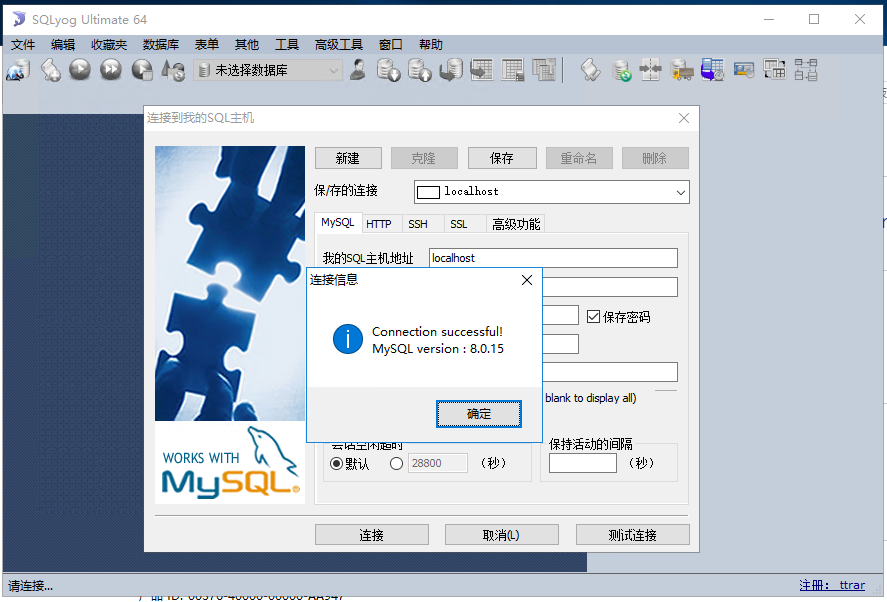 SQLyog Ultimate 64
文件 编辑 收藏夹 数据库 表单 其他 工具 高级工具 窗口 帮助
未选择数据库
连接到我的SQL主机
新建 克隆 保存 重命名 删除
保/存的连接 localhost
MySQL HTTP SSH SSL 高级功能
我的SQL主机地址 localhost
连接信息
保存密码
Connection successful!
MySQL version : 8.0.15
blank to display all)
确定
会话空闲超时 保持活动的间隔
默认 28800 (秒) (秒)
WORKS WITH
MySQL
连接 取消(L) 测试连接
请连接... 注册: ttrar